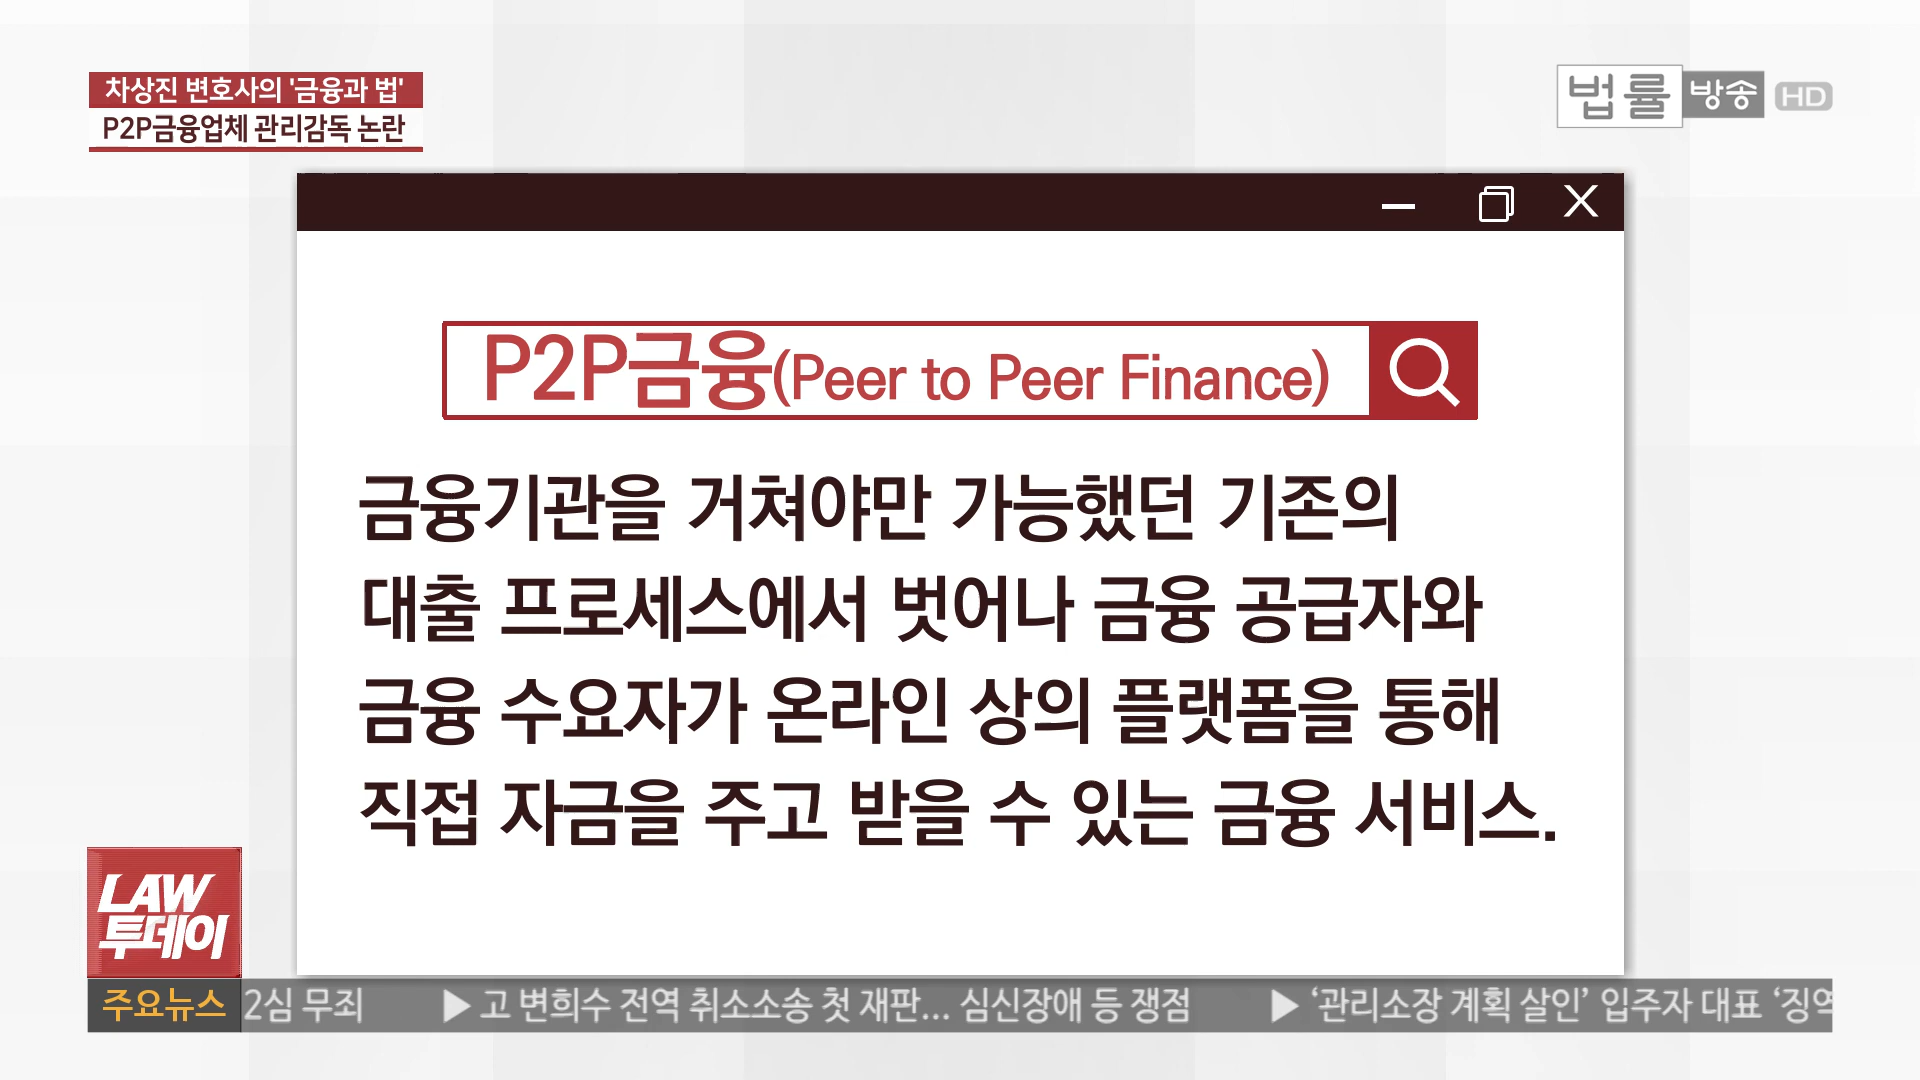 차상진 변호사의 '금융과 법'
P2P금융업체 관리감독 논란
법률방송 HD
P2P금융(Peer to Peer Finance)
금융기관을 거쳐야만 가능했던 기존의
대출 프로세스에서 벗어나 금융 공급자와
금융 수요자가 온라인 상의 플랫폼을 통해
직접 자금을 주고 받을 수 있는 금융 서비스.
LAW
투데이
주요뉴스 2심 무죄 ▶ 고 변희수 전역 취소소송 첫 재판... 심신장애 등 쟁점 ▶ ‘관리소장 계획 살인’ 입주자 대표 ‘징역